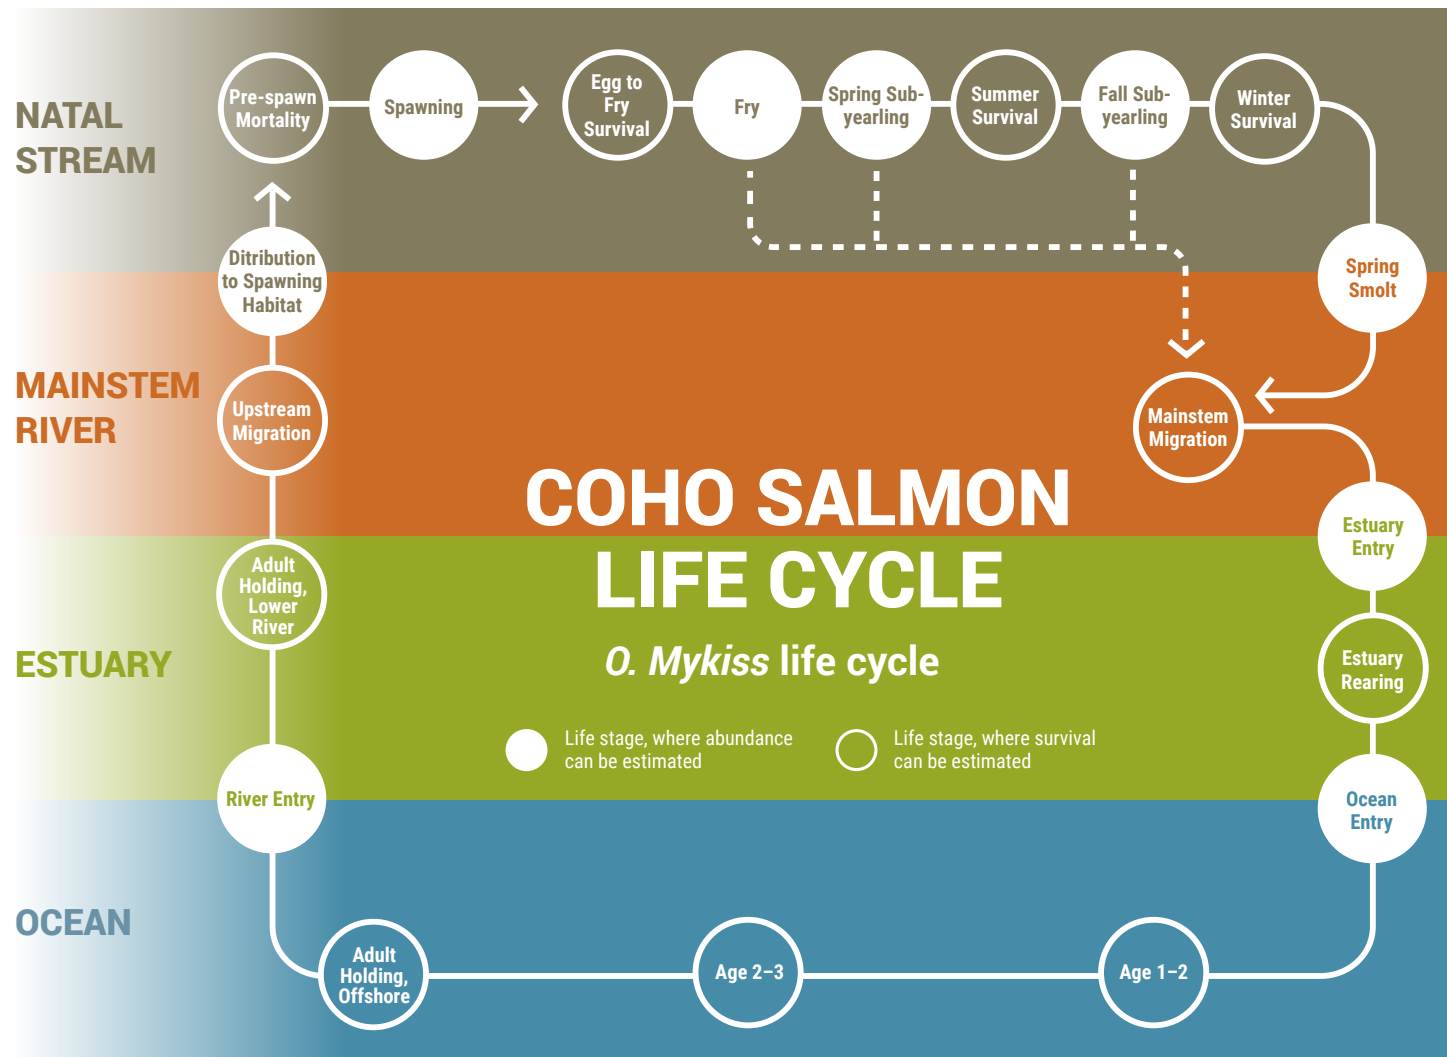 NATAL
STREAM
Pre-spawn
Mortality
Spawning
Egg to
Fry
Survival
Fry
Spring Sub-
yearling
Summer
Survival
Fall Sub-
yearling
Winter
Survival
Ditribution
to Spawning
Habitat
Spring
Smolt
MAINSTEM
RIVER
Upstream
Migration
Mainstem
Migration
COHO SALMON
LIFE CYCLE
O. Mykiss life cycle
Estuary
Entry
Adult
Holding,
Lower
River
ESTUARY
Estuary
Rearing
Life stage, where abundance
can be estimated
Life stage, where survival
can be estimated
River Entry
Ocean
Entry
OCEAN
Adult
Holding,
Offshore
Age 2–3
Age 1–2